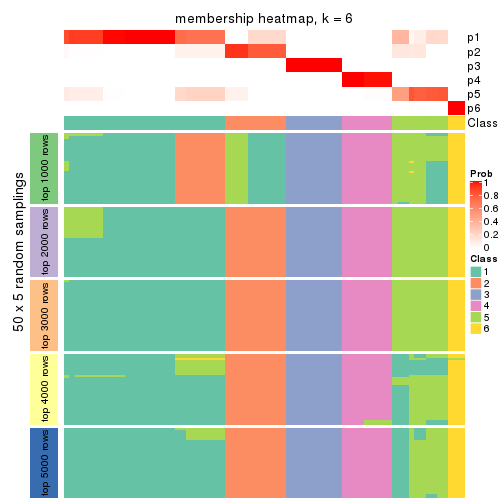 membership heatmap, k = 6
p1
p2
p3
p4
p5
p6
Class
50 x 5 random samplings
top 1000 rows
top 2000 rows
top 3000 rows
top 4000 rows
top 5000 rows
Prob
1
0.8
0.6
0.4
0.2
0
Class
1
2
3
4
5
6